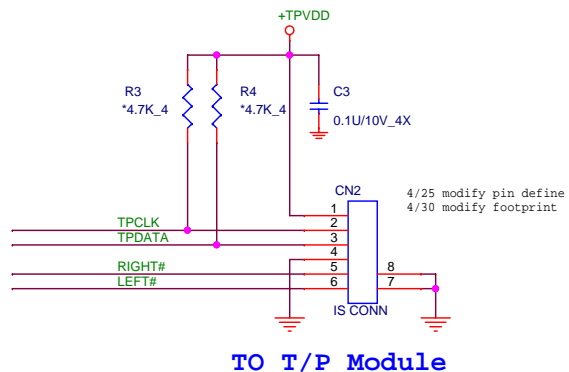 +TPVDD
R3
R4
C3
*4.7K_4
*4.7K_4
0.1U/10V_4X
CN2
4/25 modify pin define
4/30 modify footprint
1
TPCLK
2
TPDATA
3
4
RIGHT#
5
8
LEFT#
6
7
IS CONN
TO T/P Module